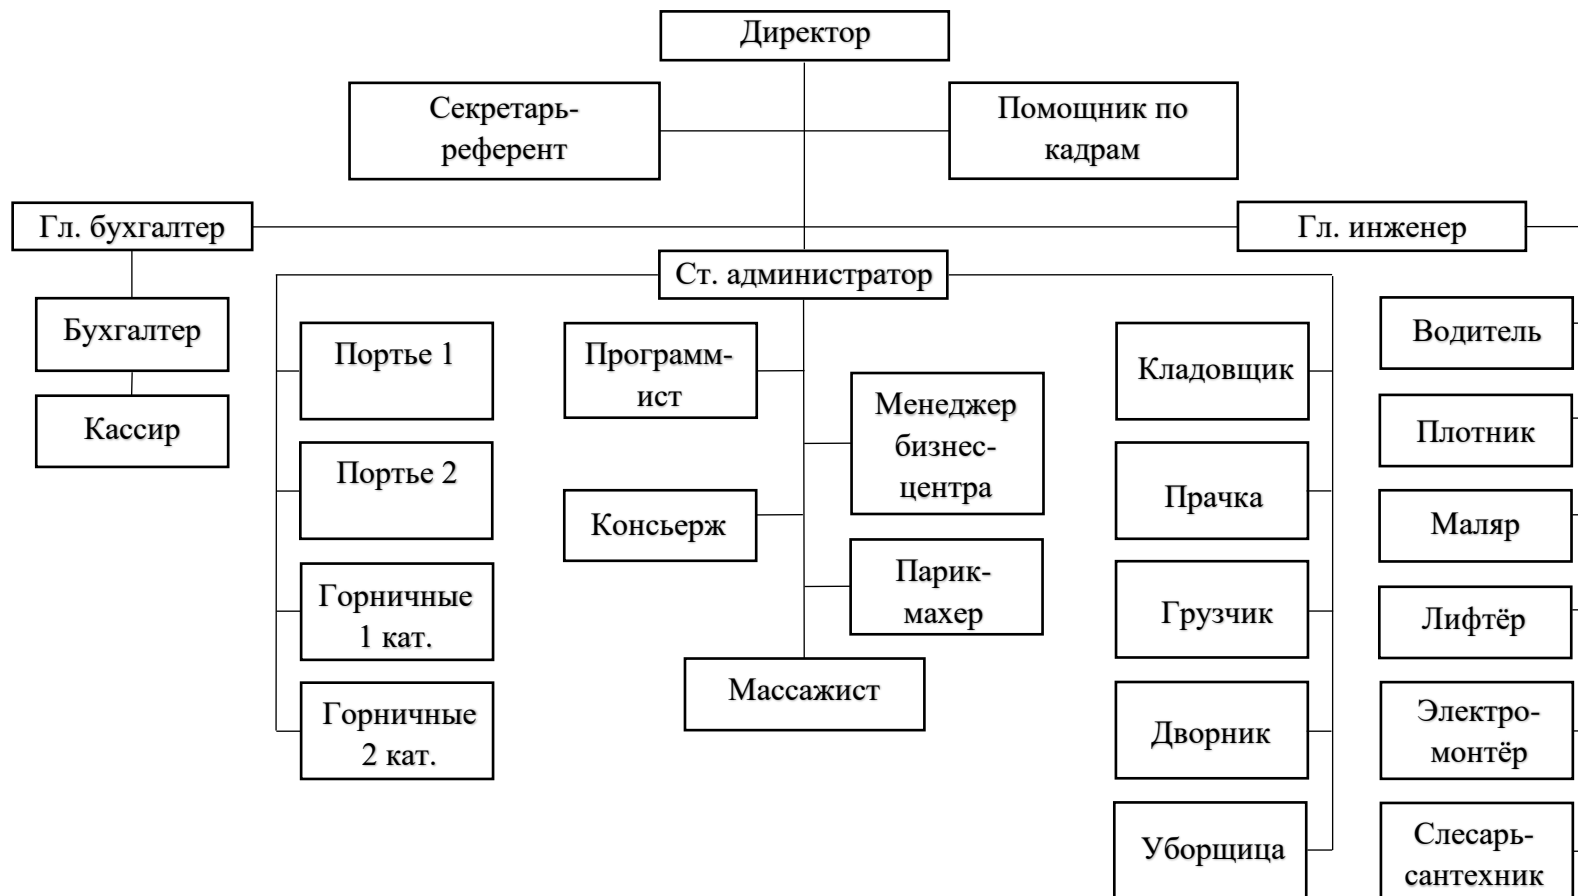 Директор
Секретарь-
референт
Помощник по
кадрам
Гл. бухгалтер
Гл. инженер
Ст. администратор
Бухгалтер
Кассир
Портье 1
Портье 2
Горничные
1 кат.
Горничные
2 кат.
Программ-
ист
Консьерж
Менеджер
бизнес-
центра
Парик-
махер
Массажист
Кладовщик
Прачка
Грузчик
Дворник
Уборщица
Водитель
Плотник
Маляр
Лифтёр
Электро-
монтёр
Слесарь-
сантехник